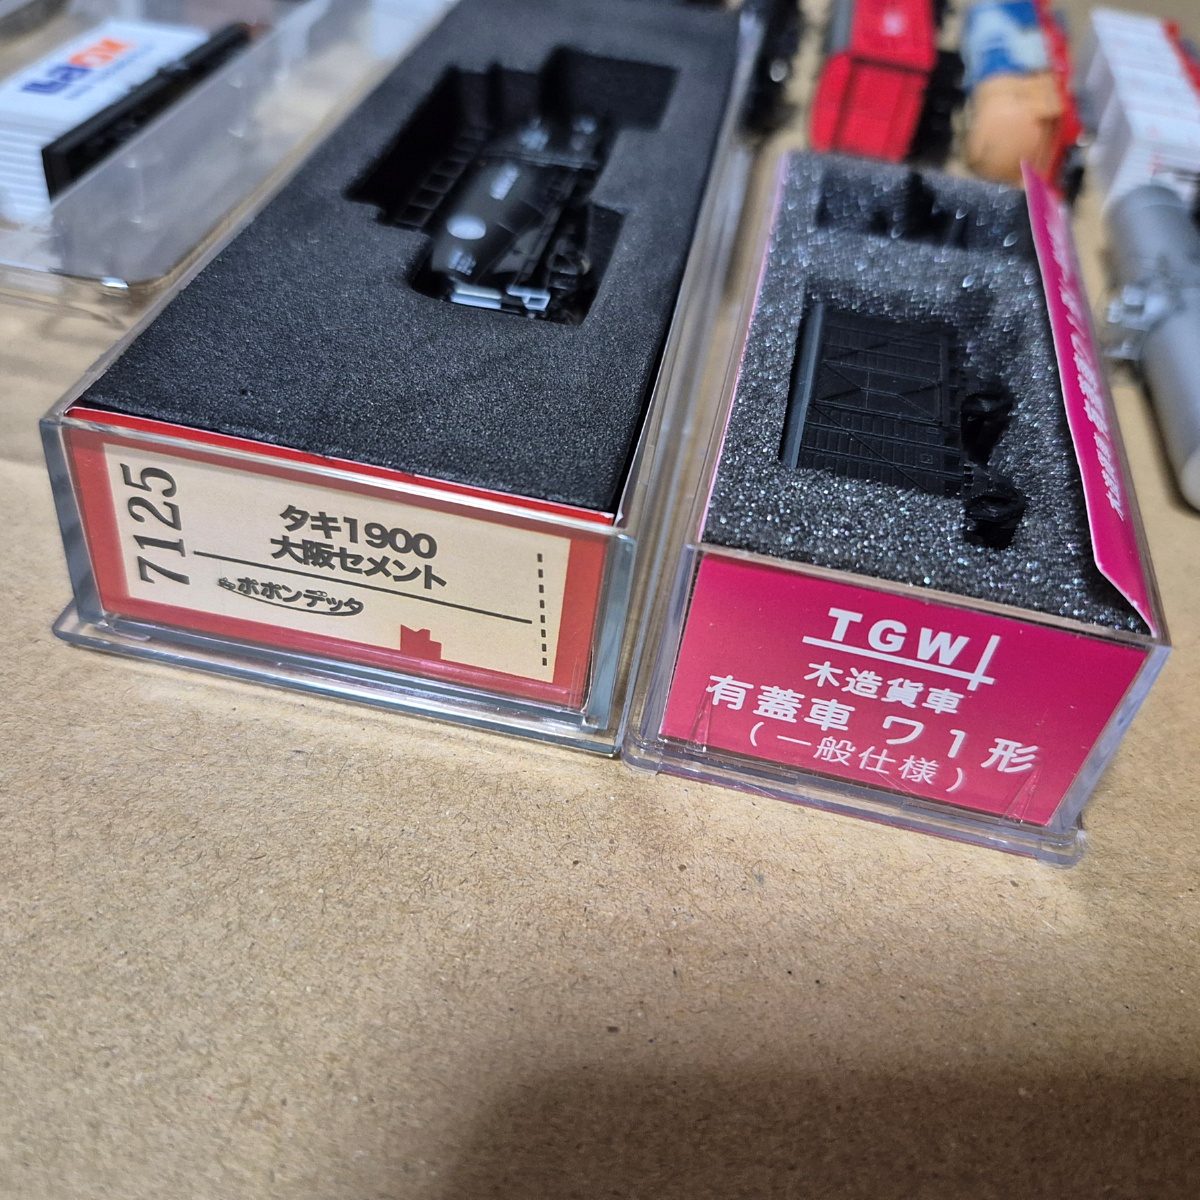 Laox
7125
タキ1900
大阪セメント
ポポンデッタ
TGW
木造貨車
有蓋車 ワ1形
(一般仕様)